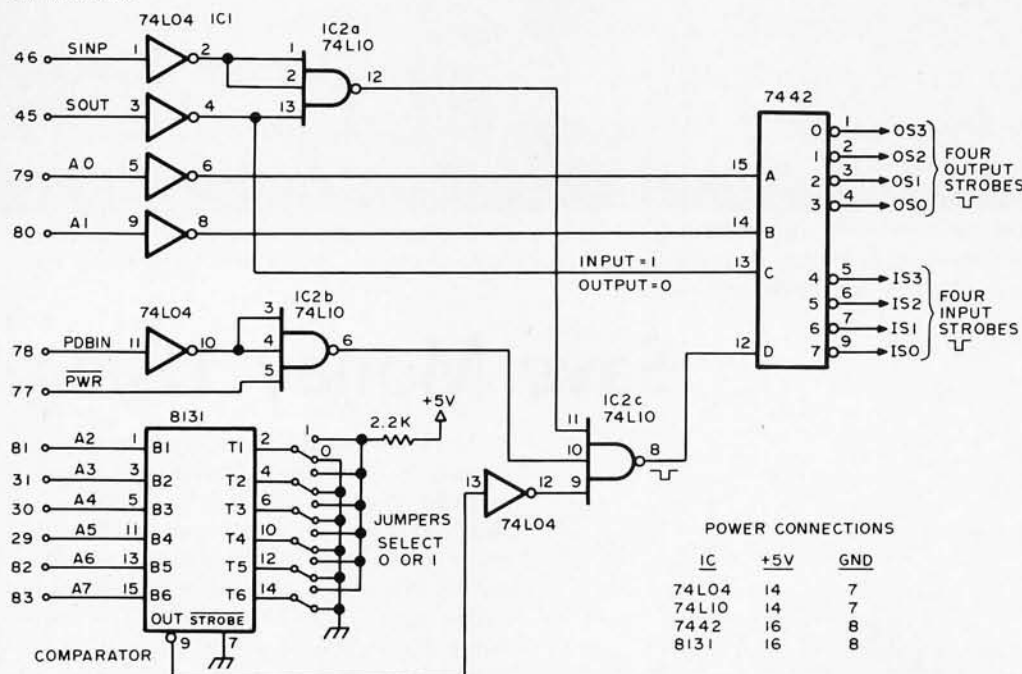 74L04 IC1
IC2a
74L10
46 SINP 1 2 1 2 13 12
45 SOUT 3 4
7442
79 A0 5 6 15 A
80 A1 9 8 14 B
INPUT = 1
OUTPUT = 0
13 C
12 D
0 1 OS3
1 2 OS2
2 3 OS1
3 4 OS0
FOUR
OUTPUT
STROBES
4 5 IS3
5 6 IS2
6 7 IS1
7 9 IS0
FOUR
INPUT
STROBES
74L04
IC2b
74L10
78 PDBIN 11 10 3 4 5 6
77 PWR
8131
+5V
2.2K
1
0
81 A2 1 B1 T1 2
31 A3 3 B2 T2 4
30 A4 5 B3 T3 6
29 A5 11 B4 T4 10
82 A6 13 B5 T5 12
83 A7 15 B6 T6 14
OUT STROBE
9 7
COMPARATOR
JUMPERS
SELECT
0 OR 1
IC2c
74L10
11
10
9
8
13 12
74L04
POWER CONNECTIONS
IC +5V GND
74L04 14 7
74L10 14 7
7442 16 8
8131 16 8